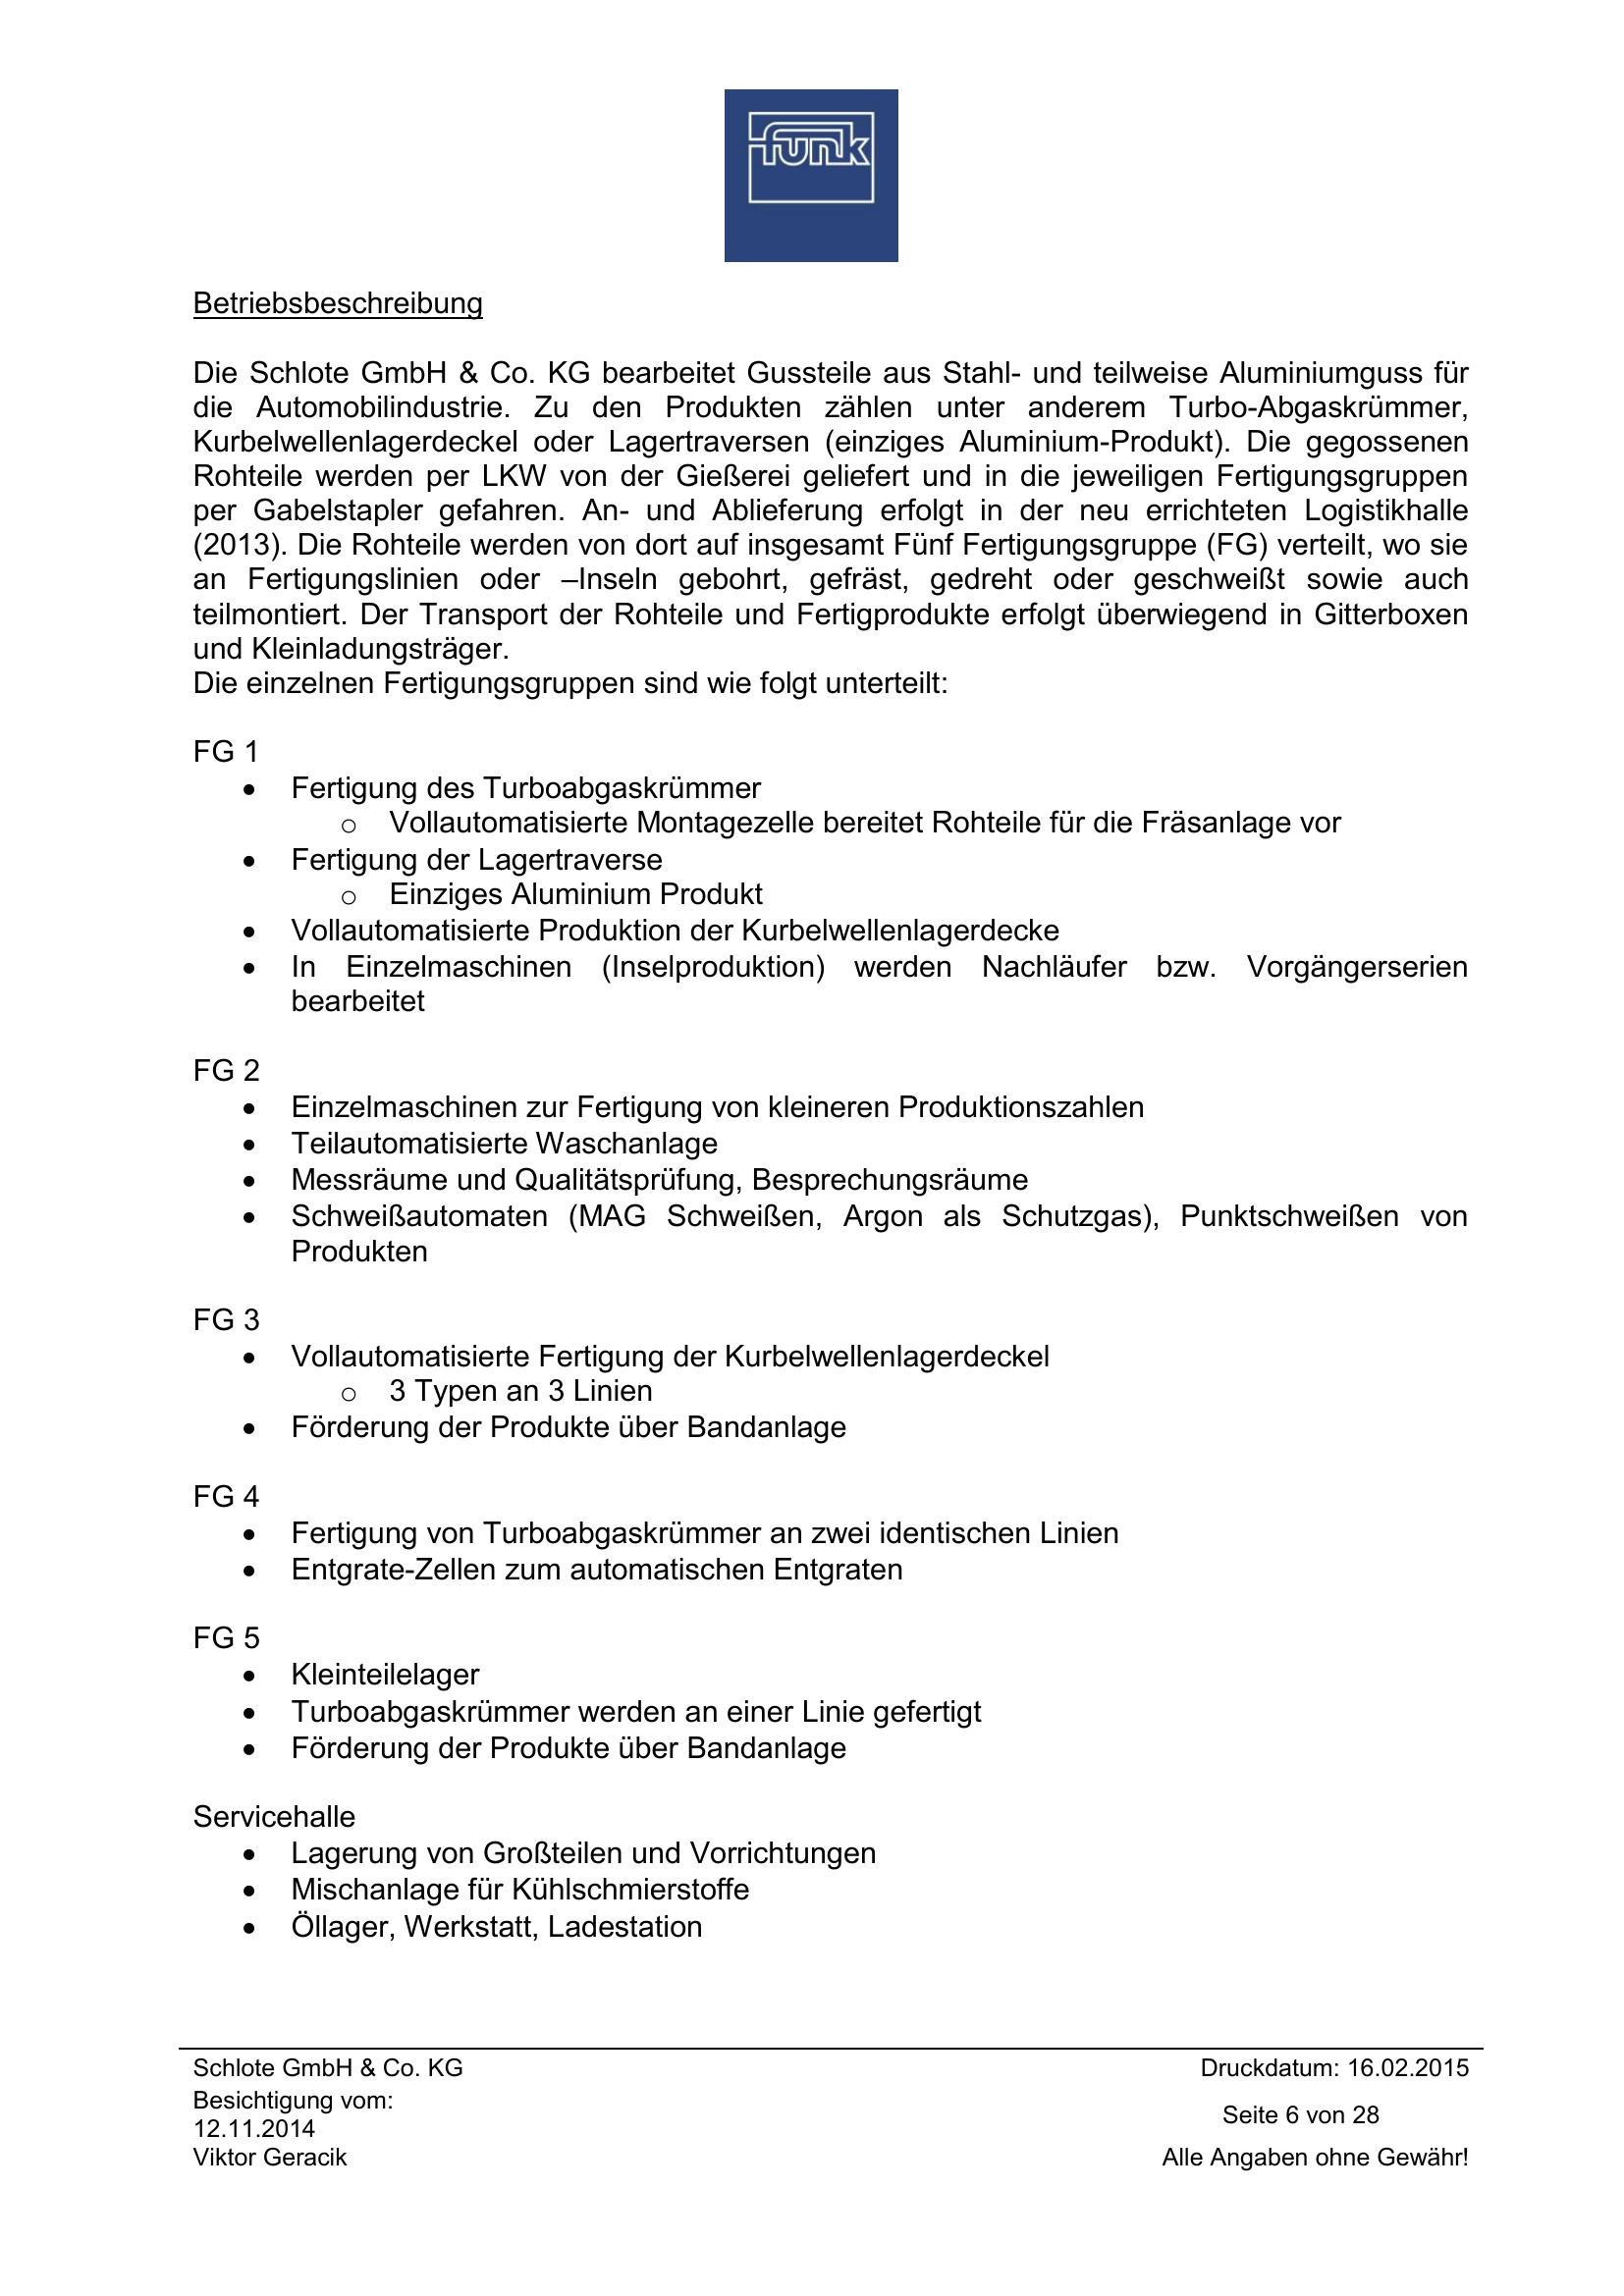 funk
Betriebsbeschreibung
Die Schlote GmbH & Co. KG bearbeitet Gussteile aus Stahl- und teilweise Aluminiumguss für
die Automobilindustrie. Zu den Produkten zählen unter anderem Turbo-Abgaskrümmer,
Kurbelwellenlagerdeckel oder Lagertraversen (einziges Aluminium-Produkt). Die gegossenen
Rohteile werden per LKW von der Gießerei geliefert und in die jeweiligen Fertigungsgruppen
per Gabelstapler gefahren. An- und Ablieferung erfolgt in der neu errichteten Logistikhalle
(2013). Die Rohteile werden von dort auf insgesamt Fünf Fertigungsgruppe (FG) verteilt, wo sie
an Fertigungslinien oder –Inseln gebohrt, gefräst, gedreht oder geschweißt sowie auch
teilmontiert. Der Transport der Rohteile und Fertigprodukte erfolgt überwiegend in Gitterboxen
und Kleinladungsträger.
Die einzelnen Fertigungsgruppen sind wie folgt unterteilt:
FG 1
• Fertigung des Turboabgaskrümmer
o Vollautomatisierte Montagezelle bereitet Rohteile für die Fräsanlage vor
• Fertigung der Lagertraverse
o Einziges Aluminium Produkt
• Vollautomatisierte Produktion der Kurbelwellenlagerdecke
• In Einzelmaschinen (Inselproduktion) werden Nachläufer bzw. Vorgängerserien
bearbeitet
FG 2
• Einzelmaschinen zur Fertigung von kleineren Produktionszahlen
• Teilautomatisierte Waschanlage
• Messräume und Qualitätsprüfung, Besprechungsräume
• Schweißautomaten (MAG Schweißen, Argon als Schutzgas), Punktschweißen von
Produkten
FG 3
• Vollautomatisierte Fertigung der Kurbelwellenlagerdeckel
o 3 Typen an 3 Linien
• Förderung der Produkte über Bandanlage
FG 4
• Fertigung von Turboabgaskrümmer an zwei identischen Linien
• Entgrate-Zellen zum automatischen Entgraten
FG 5
• Kleinteilelager
• Turboabgaskrümmer werden an einer Linie gefertigt
• Förderung der Produkte über Bandanlage
Servicehalle
• Lagerung von Großteilen und Vorrichtungen
• Mischanlage für Kühlschmierstoffe
• Öllager, Werkstatt, Ladestation
Schlote GmbH & Co. KG Druckdatum: 16.02.2015
Besichtigung vom:
12.11.2014 Seite 6 von 28
Viktor Geracik Alle Angaben ohne Gewähr!